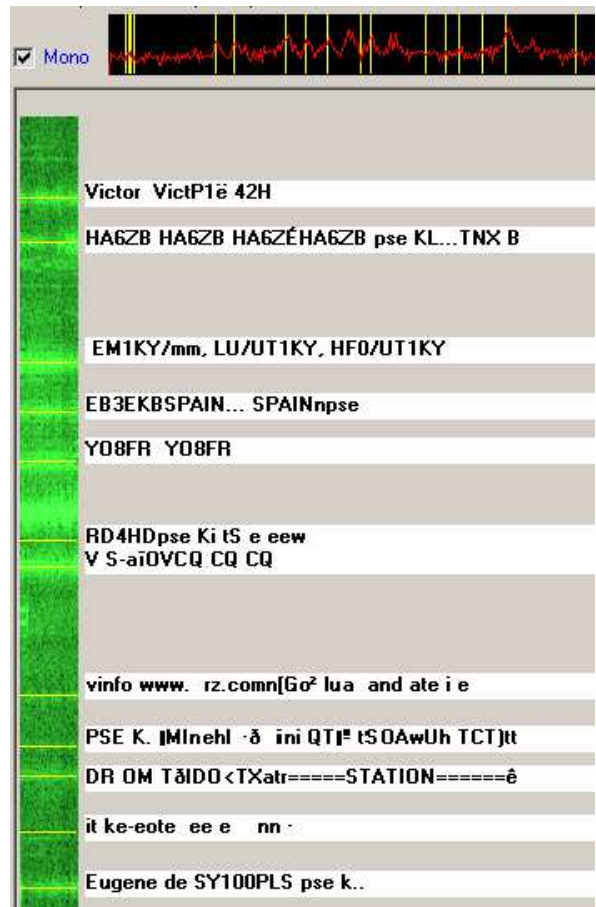 Mono
Victor VictP1ë 42H
HA6ZB HA6ZB HA6ZÉHA6ZB pse KL...TNX B
EM1KY/mm, LU/UT1KY, HF0/UT1KY
EB3EKBSPAIN... SPAINnpse
YO8FR YO8FR
RD4HDpse Ki tS e eew
V S-aïOVCQ CQ CQ
vinfo www. rz.comn[Go² lua and ate i e
PSE K. ini tSOAwUh TCT)tt
DR OM TðIDO<TXatr=====STATION======ê
it ke-eote ee e nn ·
Eugene de SY100PLS pse k..